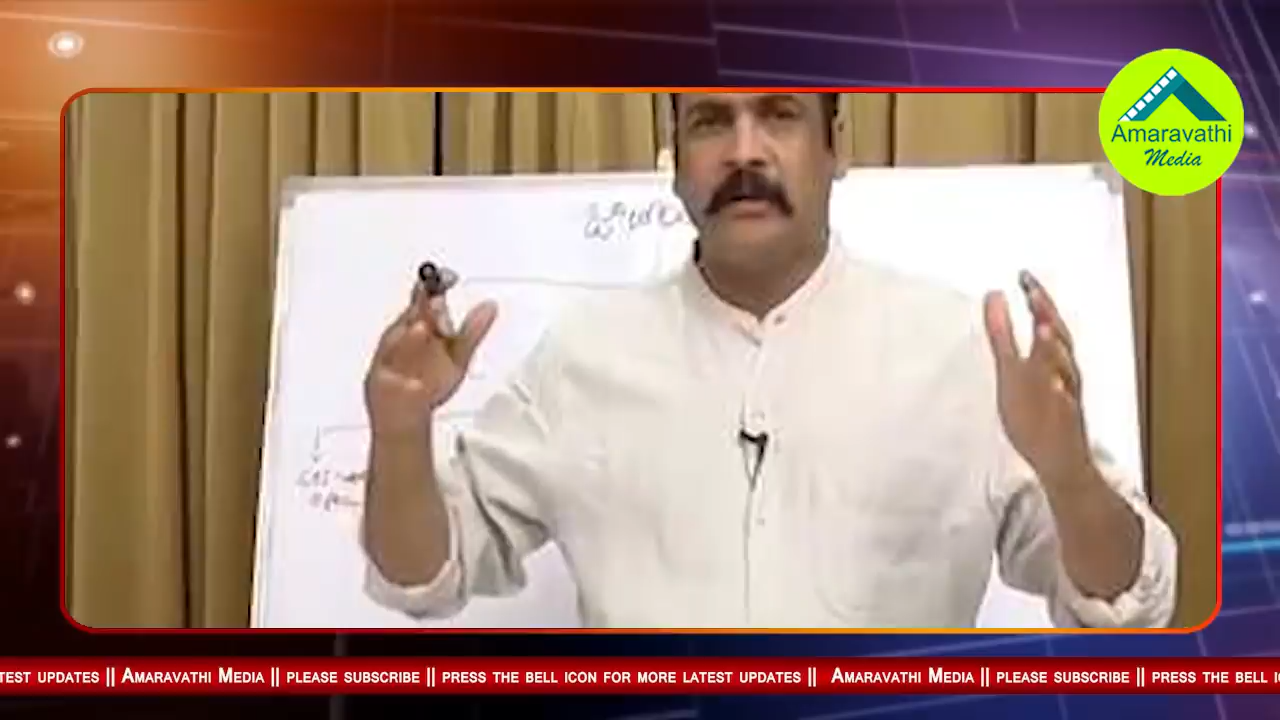 Amaravathi
Media
TEST UPDATES || AMARAVATHI MEDIA || PLEASE SUBSCRIBE || PRESS THE BELL ICON FOR MORE LATEST UPDATES || AMARAVATHI MEDIA || PLEASE SUBSCRIBE || PRESS THE BELL IC